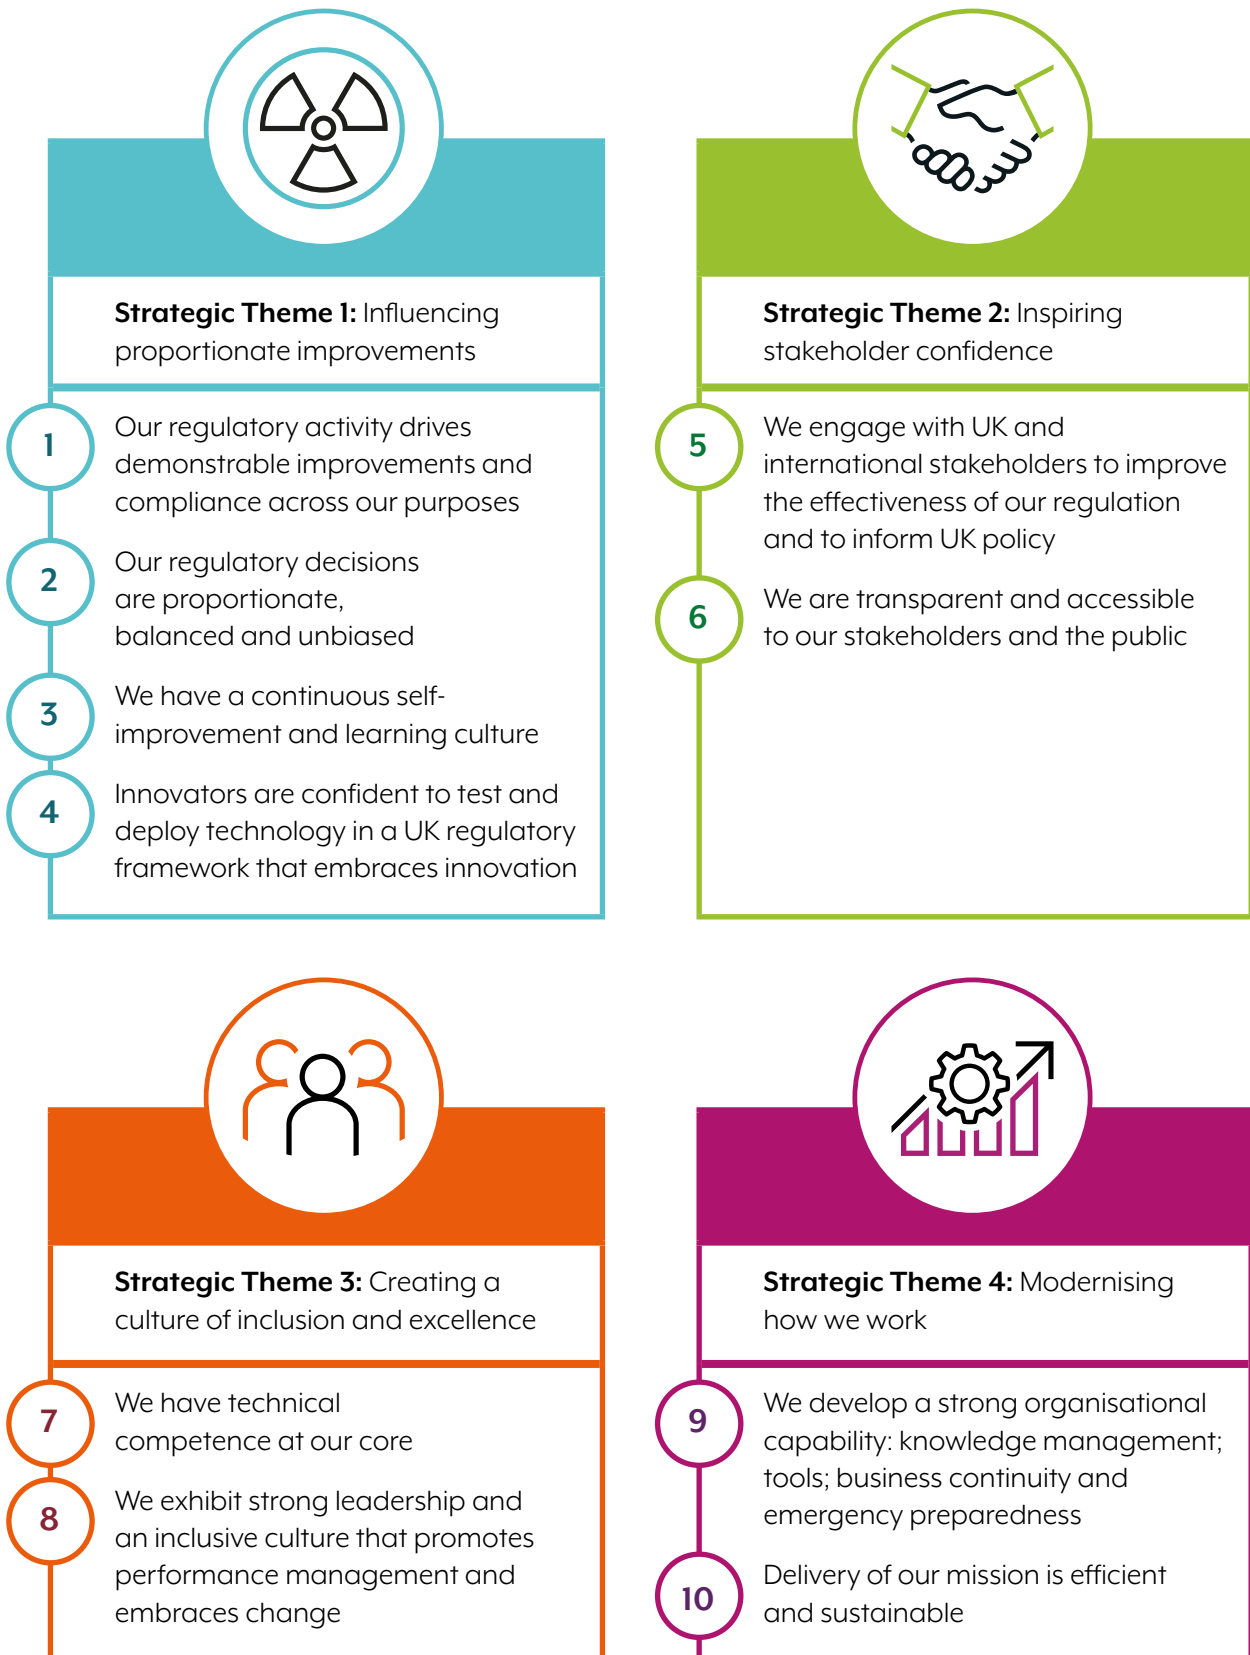 Strategic Theme 1: Influencing
proportionate improvements
1
Our regulatory activity drives
demonstrable improvements and
compliance across our purposes
2
Our regulatory decisions
are proportionate,
balanced and unbiased
3
We have a continuous self-
improvement and learning culture
4
Innovators are confident to test and
deploy technology in a UK regulatory
framework that embraces innovation
Strategic Theme 2: Inspiring
stakeholder confidence
5
We engage with UK and
international stakeholders to improve
the effectiveness of our regulation
and to inform UK policy
6
We are transparent and accessible
to our stakeholders and the public
Strategic Theme 3: Creating a
culture of inclusion and excellence
7
We have technical
competence at our core
8
We exhibit strong leadership and
an inclusive culture that promotes
performance management and
embraces change
Strategic Theme 4: Modernising
how we work
9
We develop a strong organisational
capability: knowledge management;
tools; business continuity and
emergency preparedness
10
Delivery of our mission is efficient
and sustainable